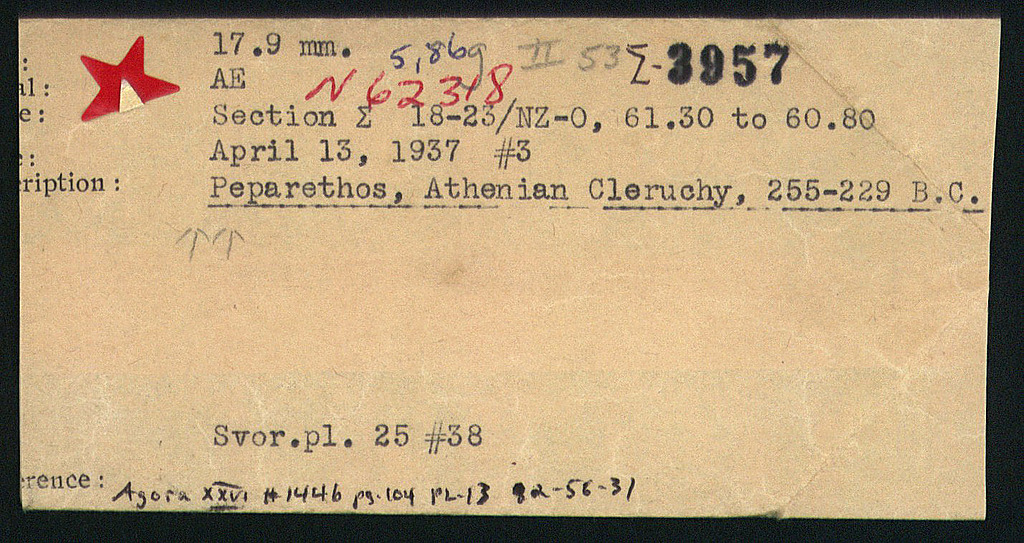 17.9 mm. 5,86g II 53 Σ-3957
al: AE N 62318
e: Section Σ 18-23/NZ-O, 61.30 to 60.80
: April 13, 1937 #3
ription: Peparethos, Athenian Cleruchy, 255-229 B.C.
↑↑
Svor.pl. 25 #38
erence: Agora XXVI #1446 pg.104 PL-13 82-56-31